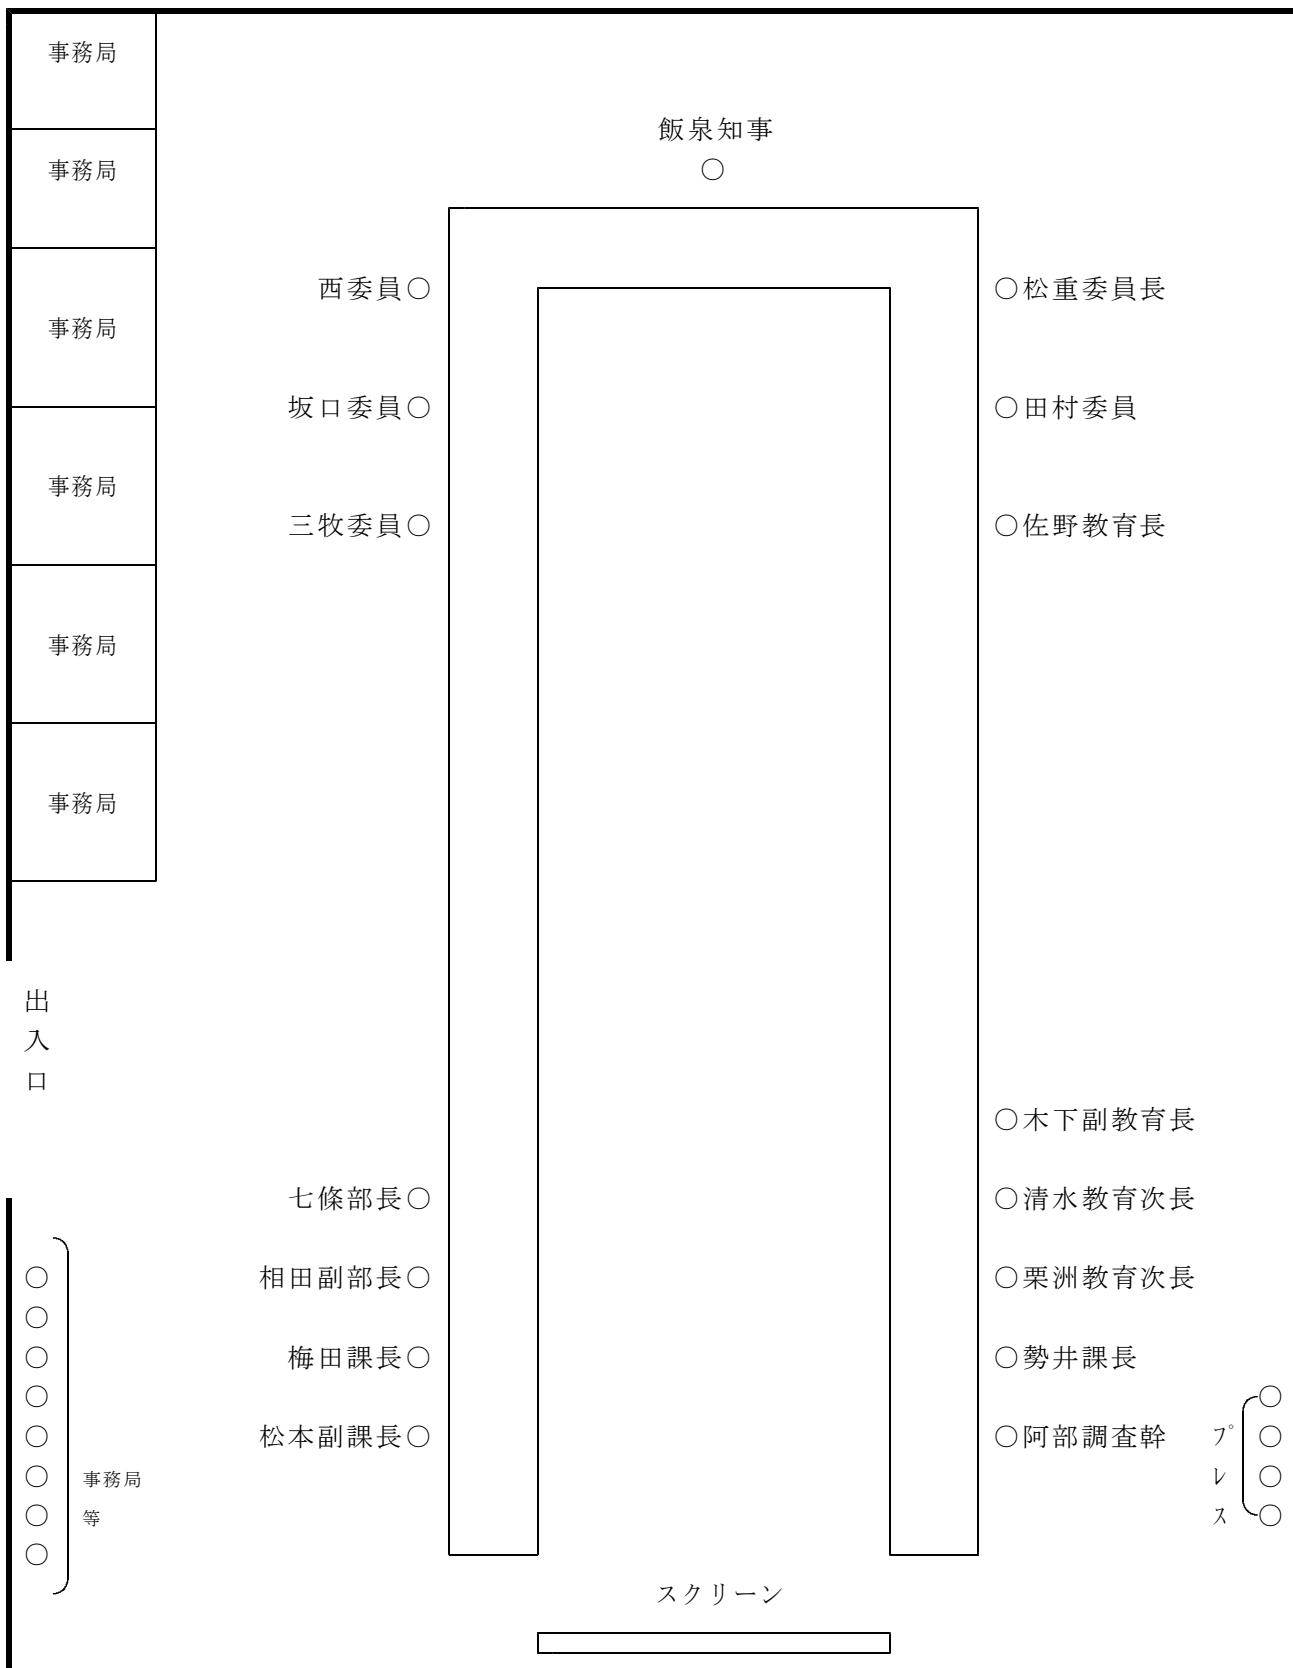 事務局
飯泉知事
○
事務局
西委員○ ○松重委員長
事務局
坂口委員○ ○田村委員
事務局
三牧委員○ ○佐野教育長
事務局
事務局
出入口
○木下副教育長
七條部長○ ○清水教育次長
相田副部長○ ○栗洲教育次長
梅田課長○ ○勢井課長
松本副課長○ ○阿部調査幹
プレス
事務局
等
スクリーン